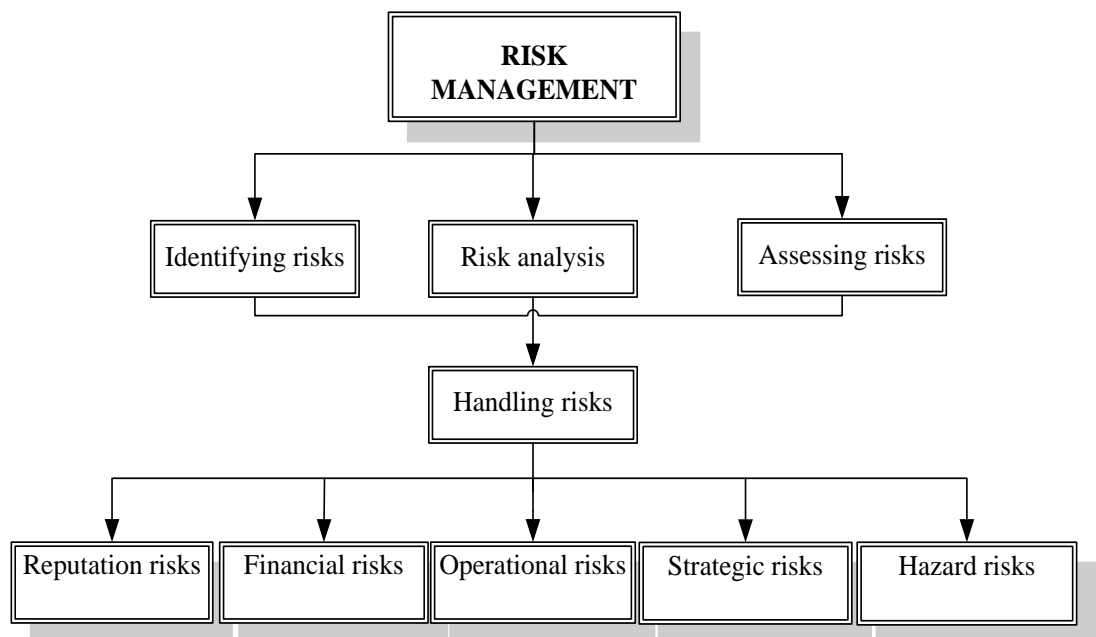 RISK
MANAGEMENT
Identifying risks
Risk analysis
Assessing risks
Handling risks
Reputation risks
Financial risks
Operational risks
Strategic risks
Hazard risks